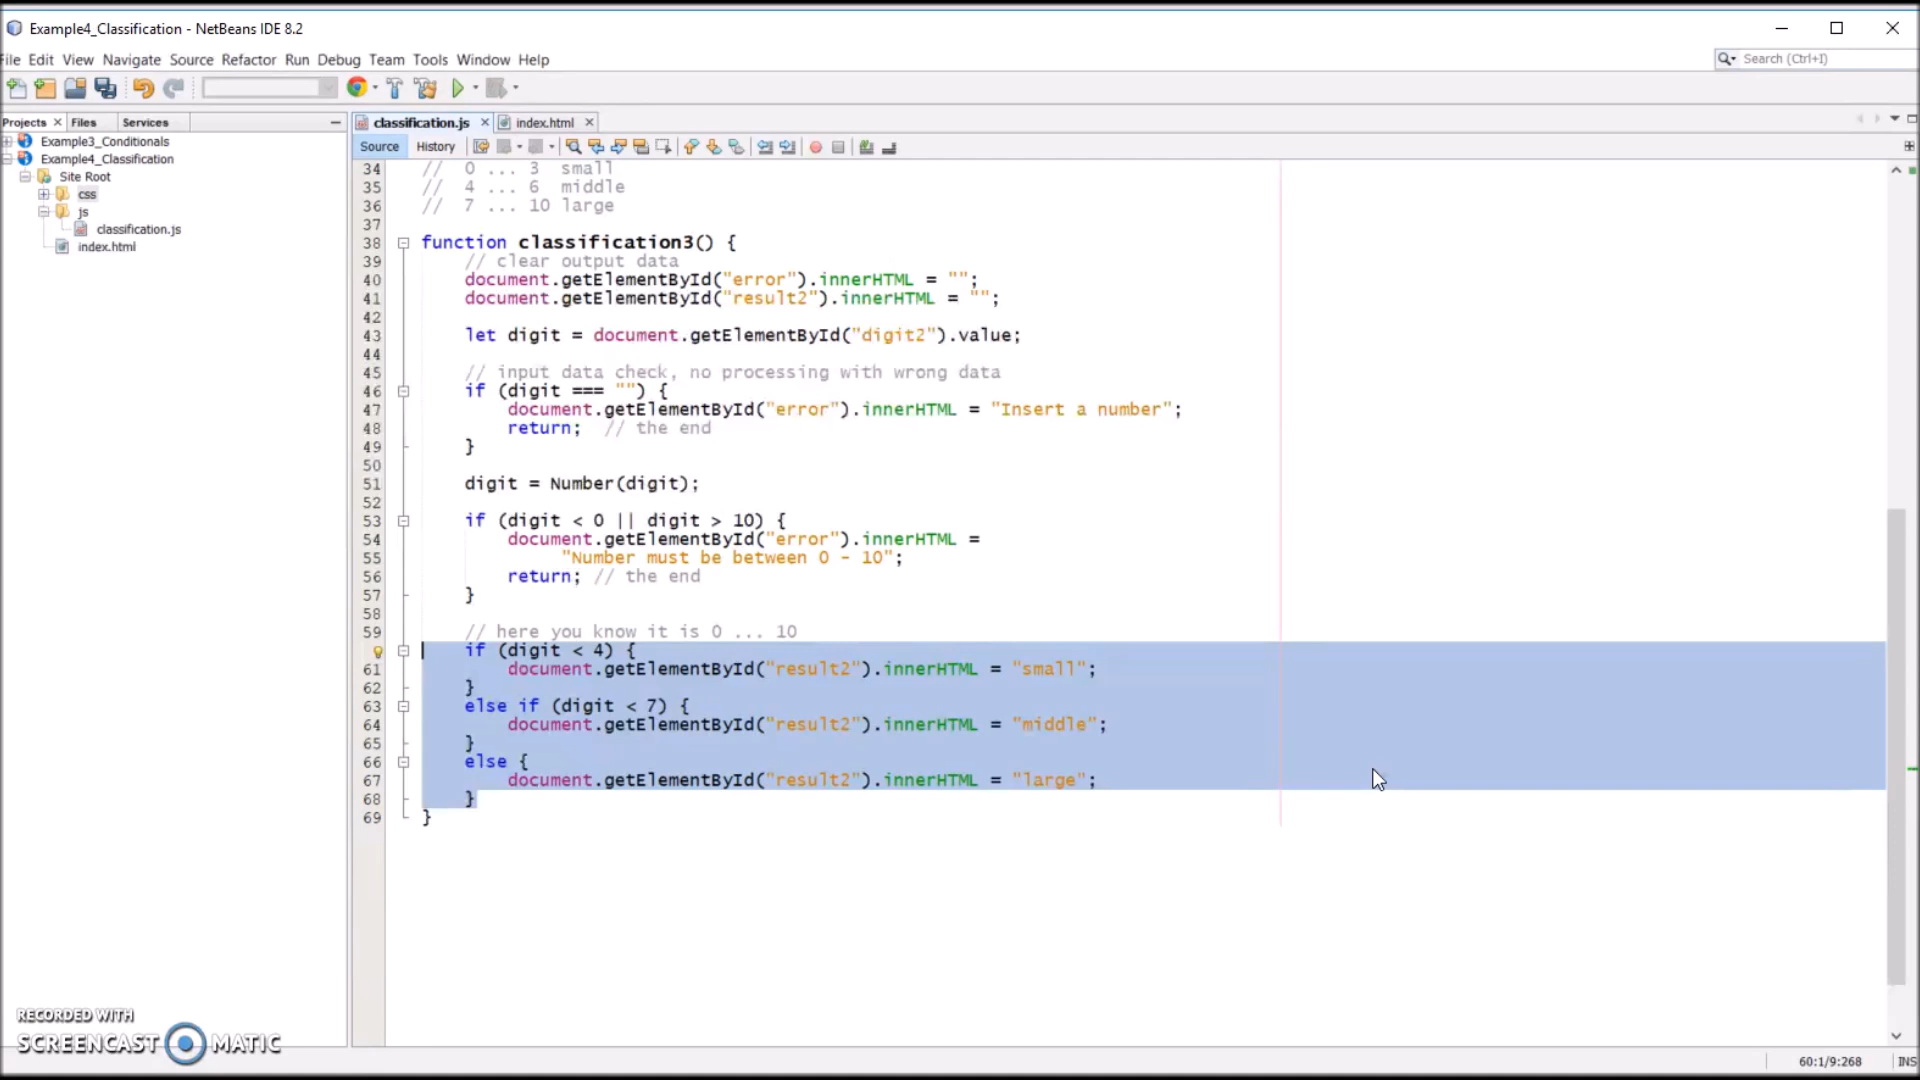 Example4_Classification - NetBeans IDE 8.2
File Edit View Navigate Source Refactor Run Debug Team Tools Window Help
Search (Ctrl+I)
Projects Files Services
classification.js index.html
Example3_Conditionals
Example4_Classification
Site Root
css
js
classification.js
index.html
Source History
34 // 0 ... 3 small
35 // 4 ... 6 middle
36 // 7 ... 10 large
37
38 function classification3() {
39 // clear output data
40 document.getElementById("error").innerHTML = "";
41 document.getElementById("result2").innerHTML = "";
42
43 let digit = document.getElementById("digit2").value;
44
45 // input data check, no processing with wrong data
46 if (digit === "") {
47 document.getElementById("error").innerHTML = "Insert a number";
48 return; // the end
49 }
50
51 digit = Number(digit);
52
53 if (digit < 0 || digit > 10) {
54 document.getElementById("error").innerHTML =
55 "Number must be between 0 - 10";
56 return; // the end
57 }
58
59 // here you know it is 0 ... 10
if (digit < 4) {
61 document.getElementById("result2").innerHTML = "small";
62 }
63 else if (digit < 7) {
64 document.getElementById("result2").innerHTML = "middle";
65 }
66 else {
67 document.getElementById("result2").innerHTML = "large";
68 }
69 }
RECORDED WITH
SCREENCAST MATIC
60:1/9:268 INS